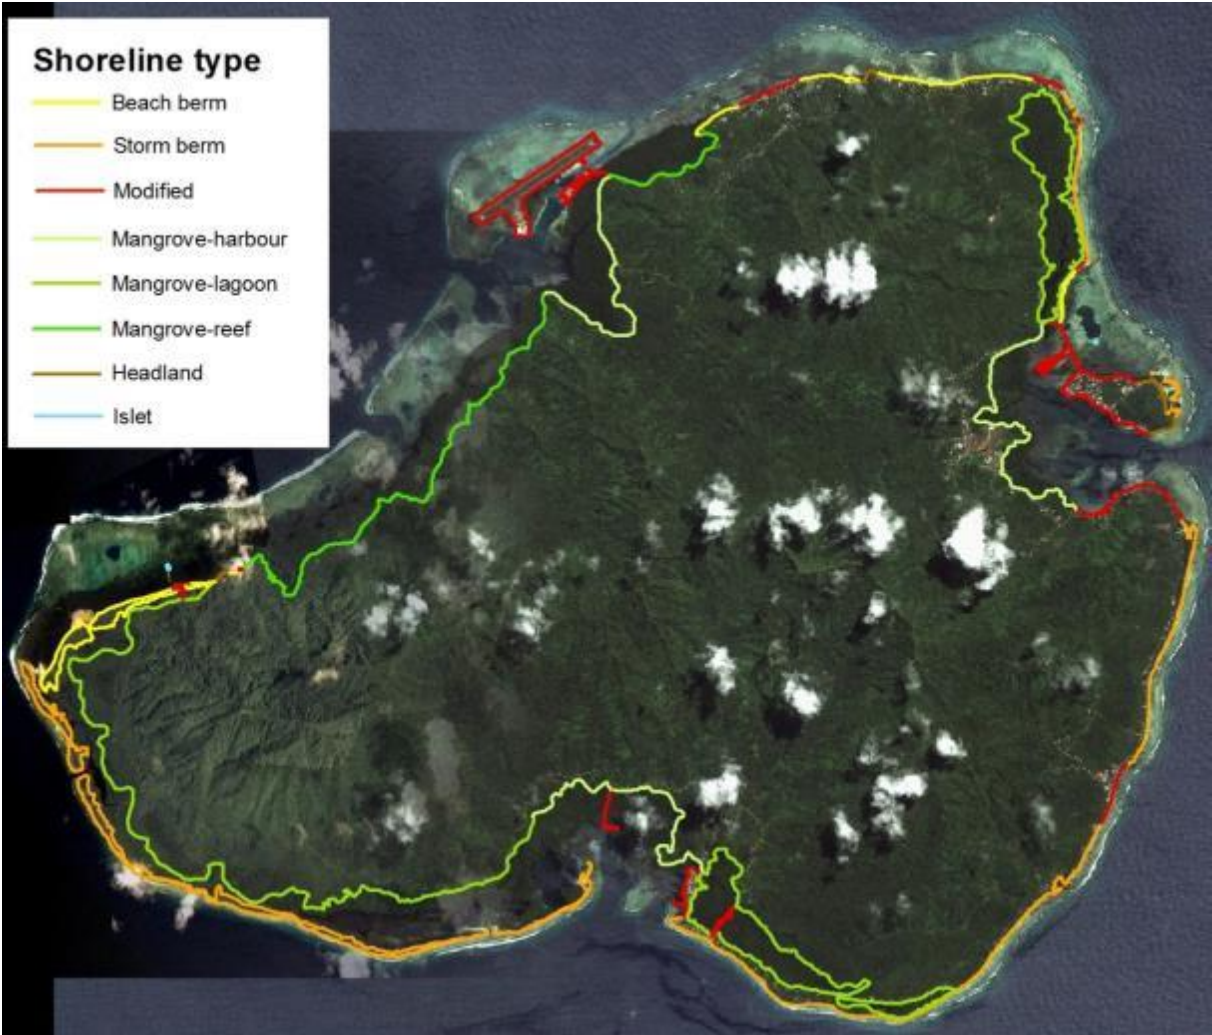 Shoreline type
Beach berm
Storm berm
Modified
Mangrove-harbour
Mangrove-lagoon
Mangrove-reef
Headland
Islet